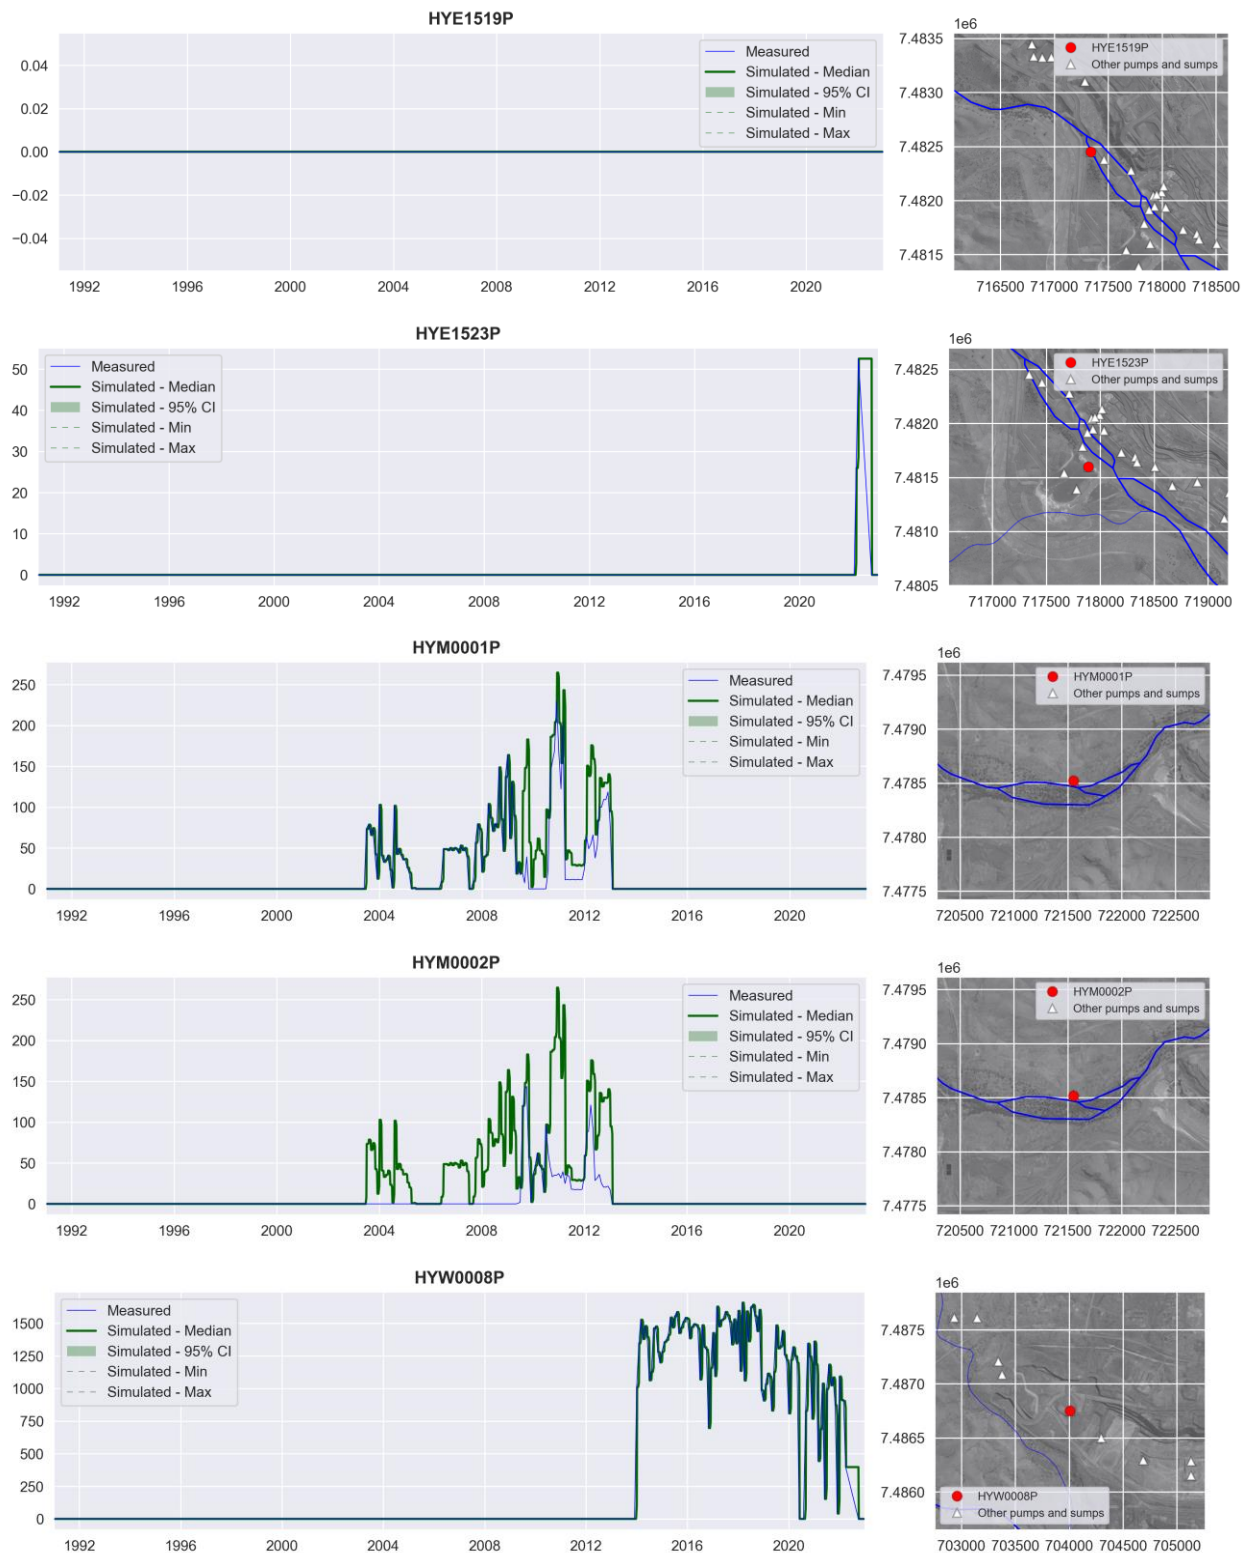 HYE1519P
0.04
0.02
0.00
−0.02
−0.04
1992 1996 2000 2004 2008 2012 2016 2020
Measured
Simulated - Median
Simulated - 95% CI
Simulated - Min
Simulated - Max
1e6
7.4835
7.4830
7.4825
7.4820
7.4815
716500 717000 717500 718000 718500
HYE1519P
Other pumps and sumps
HYE1523P
50
40
30
20
10
0
1992 1996 2000 2004 2008 2012 2016 2020
Measured
Simulated - Median
Simulated - 95% CI
Simulated - Min
Simulated - Max
1e6
7.4825
7.4820
7.4815
7.4810
7.4805
717000 717500 718000 718500 719000
HYE1523P
Other pumps and sumps
HYM0001P
250
200
150
100
50
0
1992 1996 2000 2004 2008 2012 2016 2020
Measured
Simulated - Median
Simulated - 95% CI
Simulated - Min
Simulated - Max
1e6
7.4795
7.4790
7.4785
7.4780
7.4775
720500 721000 721500 722000 722500
HYM0001P
Other pumps and sumps
HYM0002P
250
200
150
100
50
0
1992 1996 2000 2004 2008 2012 2016 2020
Measured
Simulated - Median
Simulated - 95% CI
Simulated - Min
Simulated - Max
1e6
7.4795
7.4790
7.4785
7.4780
7.4775
720500 721000 721500 722000 722500
HYM0002P
Other pumps and sumps
HYW0008P
1500
1250
1000
750
500
250
0
1992 1996 2000 2004 2008 2012 2016 2020
Measured
Simulated - Median
Simulated - 95% CI
Simulated - Min
Simulated - Max
1e6
7.4875
7.4870
7.4865
7.4860
703000 703500 704000 704500 705000
HYW0008P
Other pumps and sumps